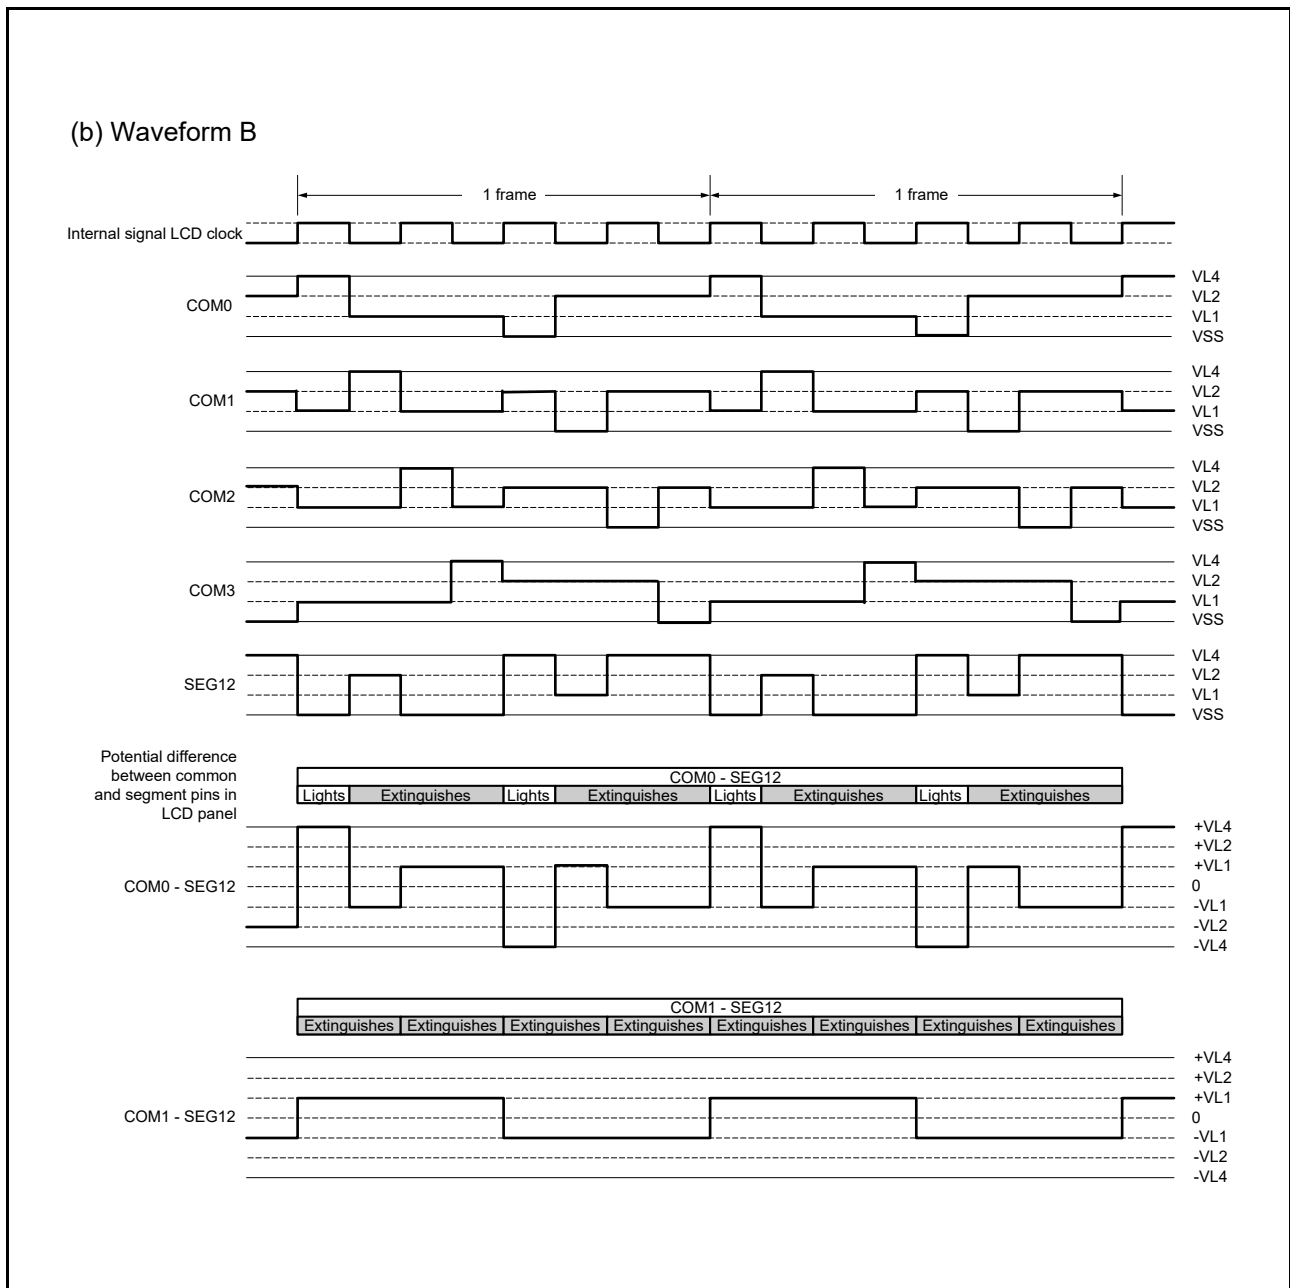 (b) Waveform B
1 frame 1 frame
Internal signal LCD clock
COM0
VL4
VL2
VL1
VSS
COM1
VL4
VL2
VL1
VSS
COM2
VL4
VL2
VL1
VSS
COM3
VL4
VL2
VL1
VSS
SEG12
VL4
VL2
VL1
VSS
Potential difference
between common
and segment pins in
LCD panel
COM0 - SEG12
Lights Extinguishes Lights Extinguishes Lights Extinguishes Lights Extinguishes
COM0 - SEG12
+VL4
+VL2
+VL1
0
-VL1
-VL2
-VL4
COM1 - SEG12
Extinguishes Extinguishes Extinguishes Extinguishes Extinguishes Extinguishes Extinguishes Extinguishes
COM1 - SEG12
+VL4
+VL2
+VL1
0
-VL1
-VL2
-VL4